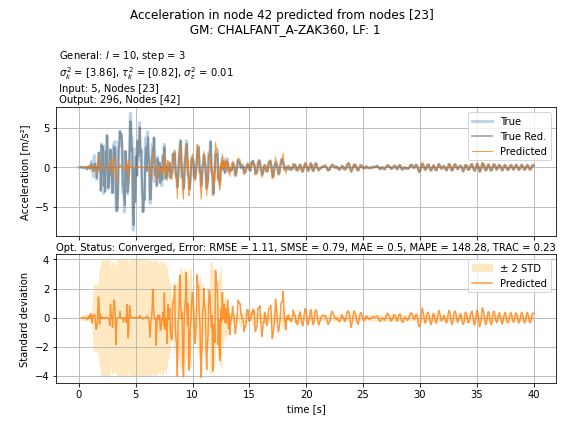 Acceleration in node 42 predicted from nodes [23]
GM: CHALFANT_A-ZAK360, LF: 1
General: l = 10, step = 3
σ²ₖ = [3.86], τ²ₖ = [0.82], σ²ε = 0.01
Input: 5, Nodes [23]
Output: 296, Nodes [42]
Acceleration [m/s²]
5
0
−5
True
True Red.
Predicted
Opt. Status: Converged, Error: RMSE = 1.11, SMSE = 0.79, MAE = 0.5, MAPE = 148.28, TRAC = 0.23
Standard deviation
4
2
0
−2
−4
± 2 STD
Predicted
0 5 10 15 20 25 30 35 40
time [s]